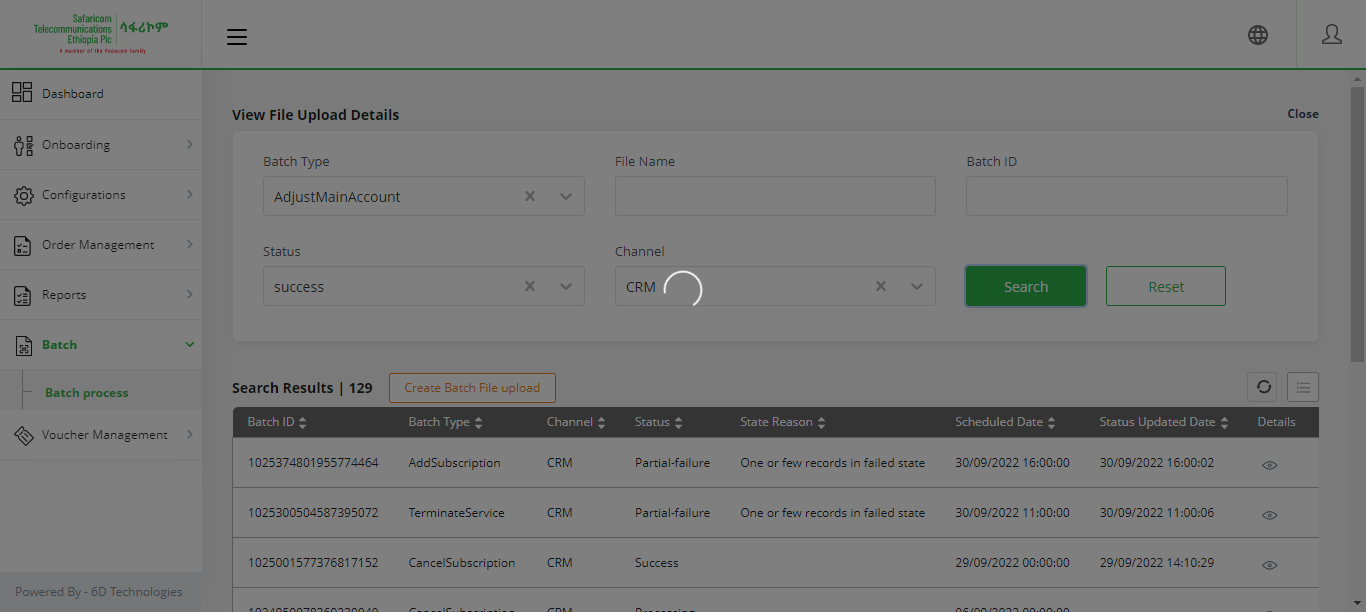 Safaricom
Telecommunications
Ethiopia Plc
ሳፋሪኮም
A member of the Vodacom family
Dashboard
Onboarding
Configurations
Order Management
Reports
Batch
Batch process
Voucher Management
Powered By - 6D Technologies
View File Upload Details
Close
Batch Type
File Name
Batch ID
AdjustMainAccount
Status
Channel
success
CRM
Search
Reset
Search Results | 129
Create Batch File upload
Batch ID Batch Type Channel Status State Reason Scheduled Date Status Updated Date Details
1025374801955774464 AddSubscription CRM Partial-failure One or few records in failed state 30/09/2022 16:00:00 30/09/2022 16:00:02
1025300504587395072 TerminateService CRM Partial-failure One or few records in failed state 30/09/2022 11:00:00 30/09/2022 11:00:06
1025001577376817152 CancelSubscription CRM Success 29/09/2022 00:00:00 29/09/2022 14:10:29
CancelSubscription CRM Processing